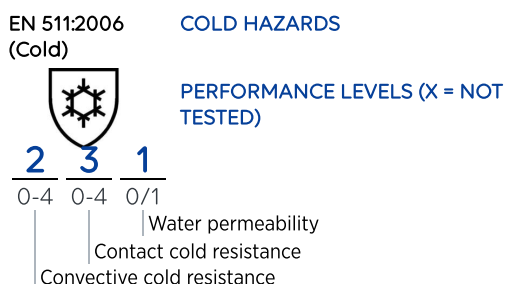 EN 511:2006
(Cold)
COLD HAZARDS
PERFORMANCE LEVELS (X = NOT
TESTED)
2 3 1
0-4 0-4 0/1
Water permeability
Contact cold resistance
Convective cold resistance